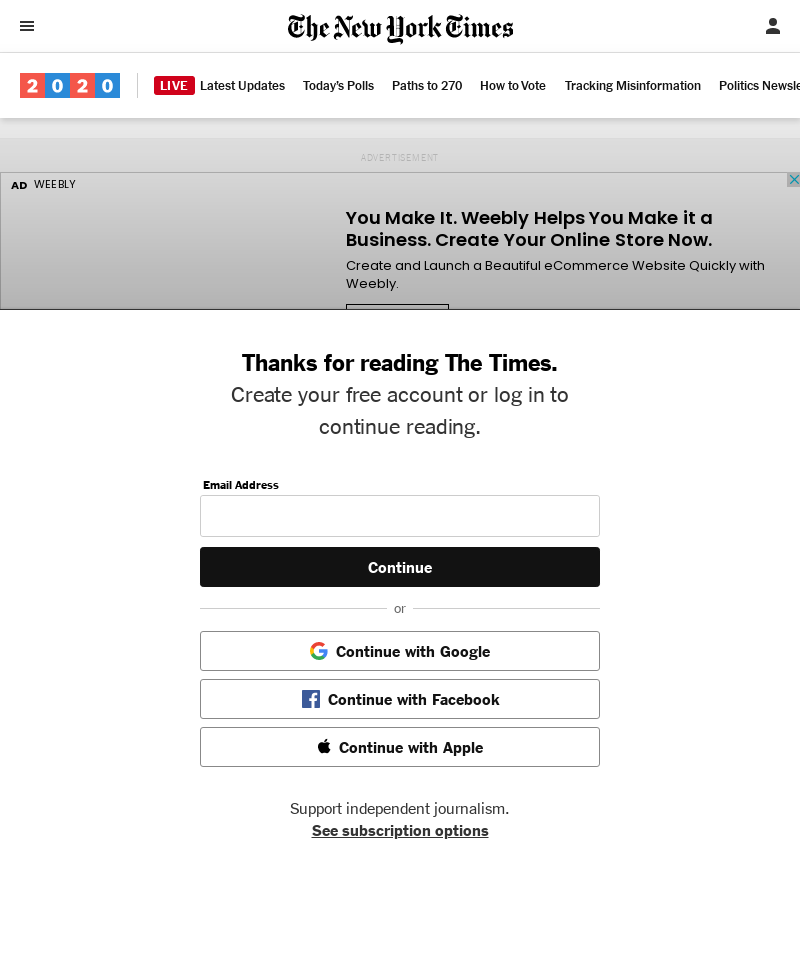 The New York Times
2020
LIVE Latest Updates Today's Polls Paths to 270 How to Vote Tracking Misinformation Politics Newsle
ADVERTISEMENT
AD WEEBLY
You Make It. Weebly Helps You Make it a
Business. Create Your Online Store Now.
Create and Launch a Beautiful eCommerce Website Quickly with
Weebly.
Thanks for reading The Times.
Create your free account or log in to
continue reading.
Email Address
Continue
or
Continue with Google
Continue with Facebook
Continue with Apple
Support independent journalism.
See subscription options